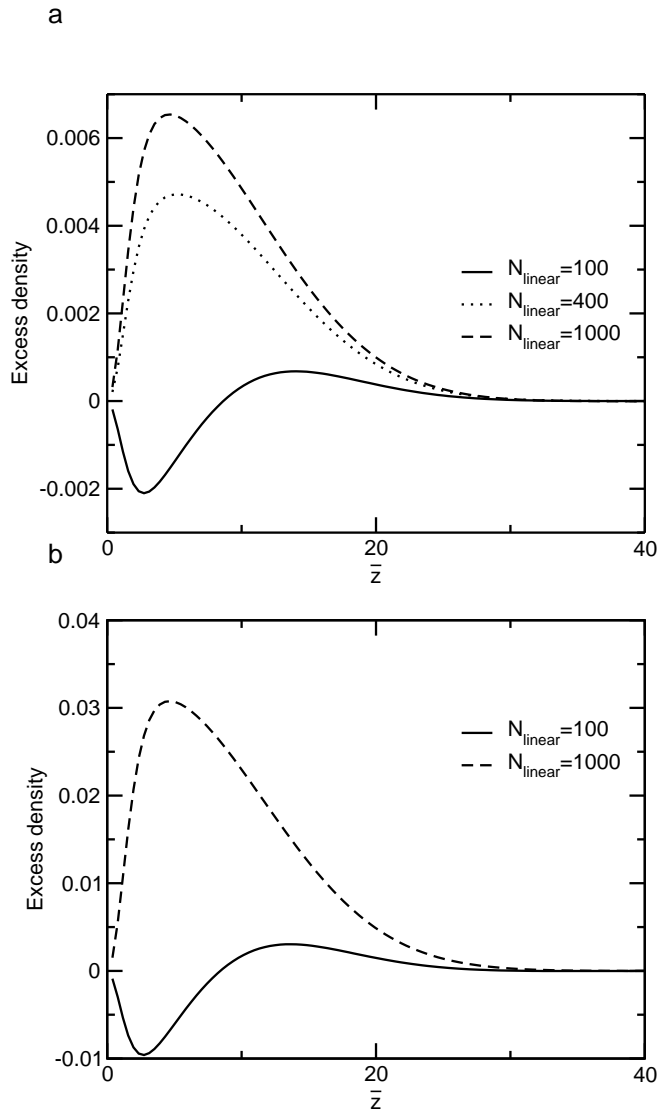 a
0.006
0.004
0.002
0
-0.002
Excess density
N_linear=100
N_linear=400
N_linear=1000
0 20 40
z̅
b
0.04
0.03
0.02
0.01
0
-0.01
Excess density
N_linear=100
N_linear=1000
0 20 40
z̅